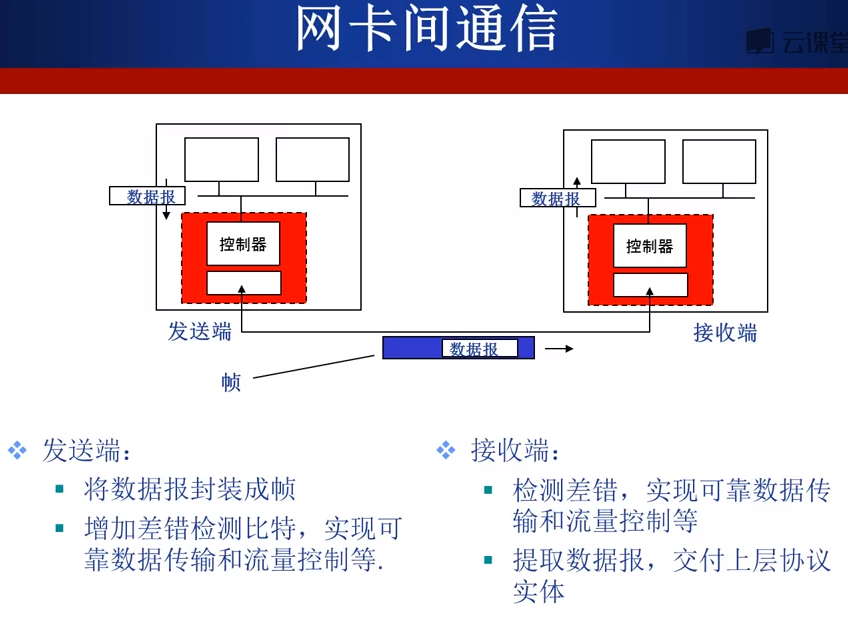 网卡间通信
云课堂
数据报
控制器
发送端
数据报
控制器
接收端
数据报
帧
发送端：
将数据报封装成帧
增加差错检测比特，实现可
靠数据传输和流量控制等.
接收端：
检测差错，实现可靠数据传
输和流量控制等
提取数据报，交付上层协议
实体